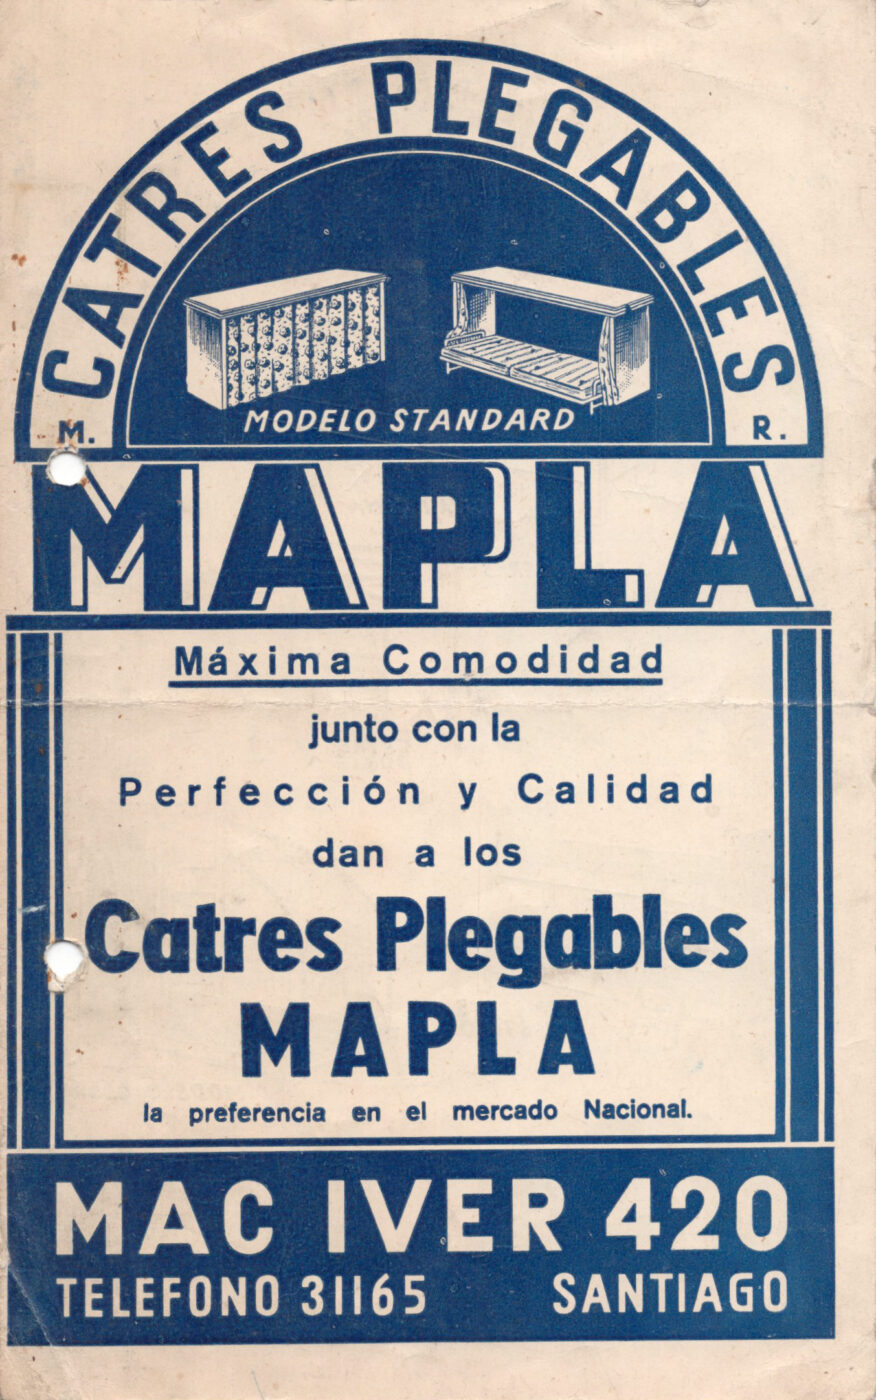 CATRES PLEGABLES
MODELO STANDARD
M. R.
MAPLA
Máxima Comodidad
junto con la
Perfección y Calidad
dan a los
Catres Plegables
MAPLA
la preferencia en el mercado Nacional.
MAC IVER 420
TELEFONO 31165 SANTIAGO